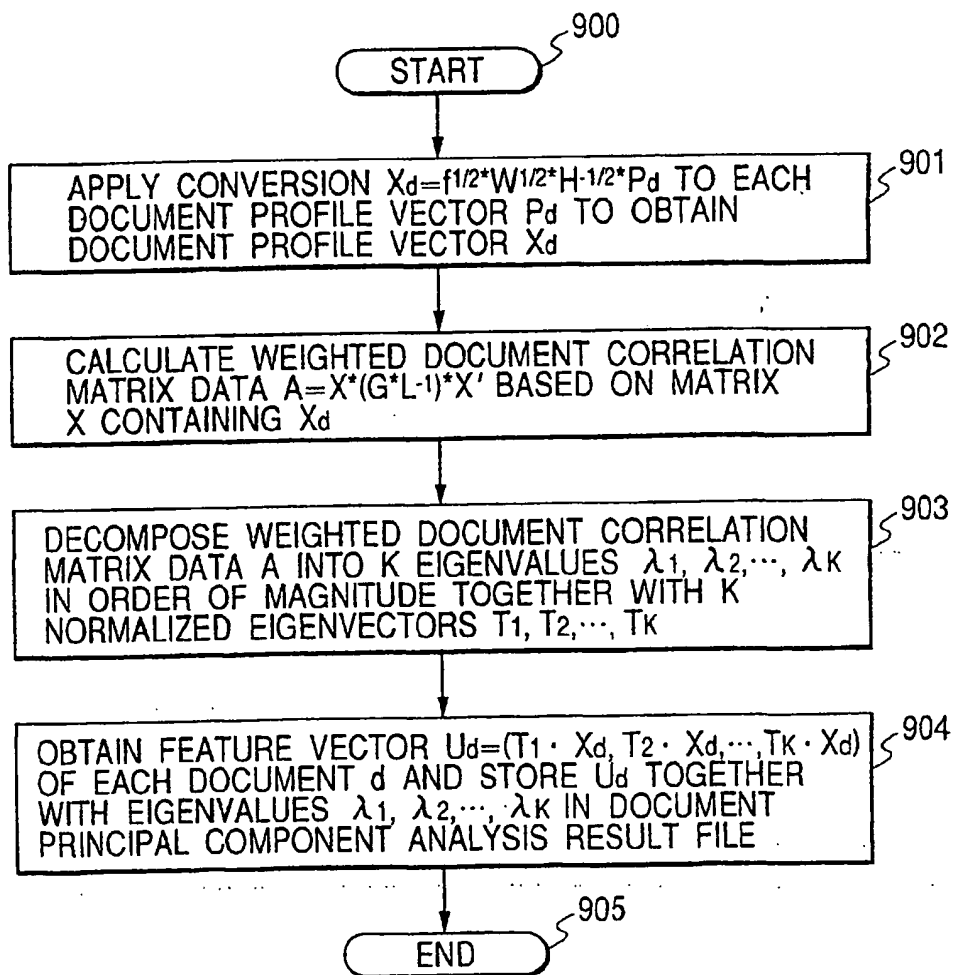 900
START
901
APPLY CONVERSION Xd=f1/2*W1/2*H-1/2*Pd TO EACH
DOCUMENT PROFILE VECTOR Pd TO OBTAIN
DOCUMENT PROFILE VECTOR Xd
902
CALCULATE WEIGHTED DOCUMENT CORRELATION
MATRIX DATA A=X*(G*L-1)*X' BASED ON MATRIX
X CONTAINING Xd
903
DECOMPOSE WEIGHTED DOCUMENT CORRELATION
MATRIX DATA A INTO K EIGENVALUES λ1, λ2,···, λK
IN ORDER OF MAGNITUDE TOGETHER WITH K
NORMALIZED EIGENVECTORS T1, T2,···, TK
904
OBTAIN FEATURE VECTOR Ud=(T1·Xd, T2·Xd,···,TK·Xd)
OF EACH DOCUMENT d AND STORE Ud TOGETHER
WITH EIGENVALUES λ1, λ2,···, λK IN DOCUMENT
PRINCIPAL COMPONENT ANALYSIS RESULT FILE
905
END